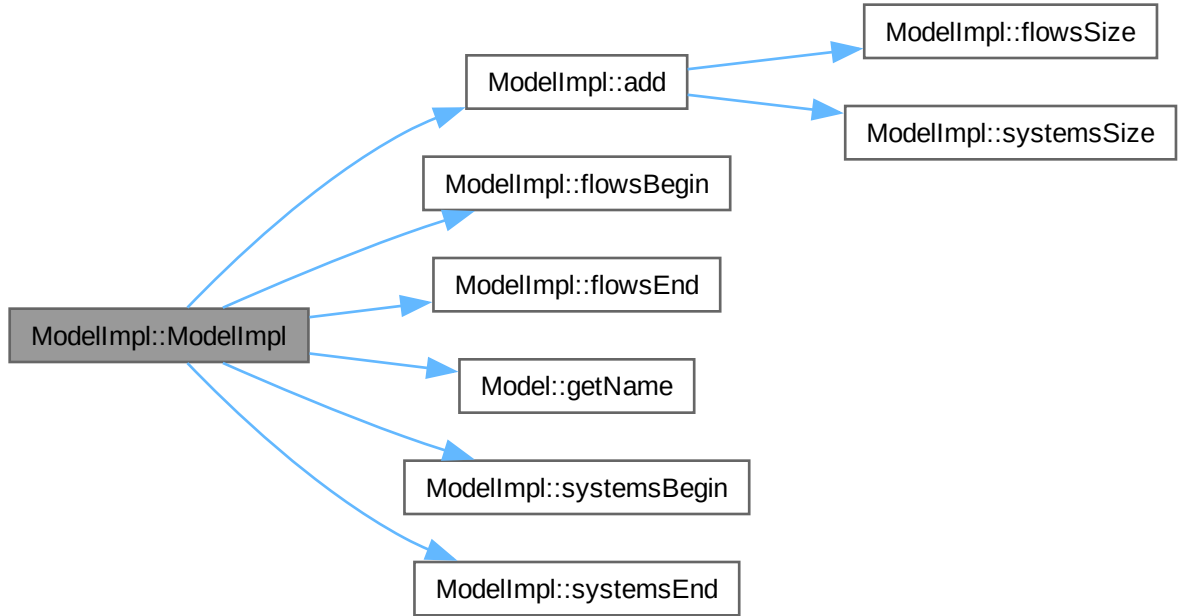 ModelImpl::flowsSize
ModelImpl::add
ModelImpl::systemsSize
ModelImpl::flowsBegin
ModelImpl::flowsEnd
ModelImpl::ModelImpl
Model::getName
ModelImpl::systemsBegin
ModelImpl::systemsEnd